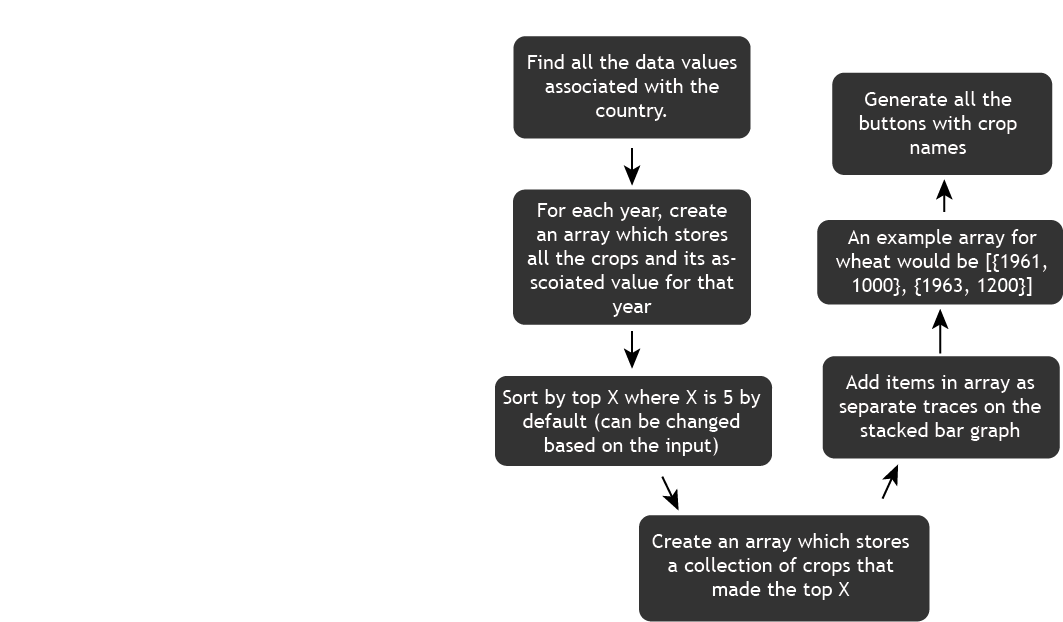 Find all the data values
associated with the
country.
For each year, create
an array which stores
all the crops and its as-
scoiated value for that
year
Sort by top X where X is 5 by
default (can be changed
based on the input)
Create an array which stores
a collection of crops that
made the top X
Add items in array as
separate traces on the
stacked bar graph
An example array for
wheat would be [{1961,
1000}, {1963, 1200}]
Generate all the
buttons with crop
names